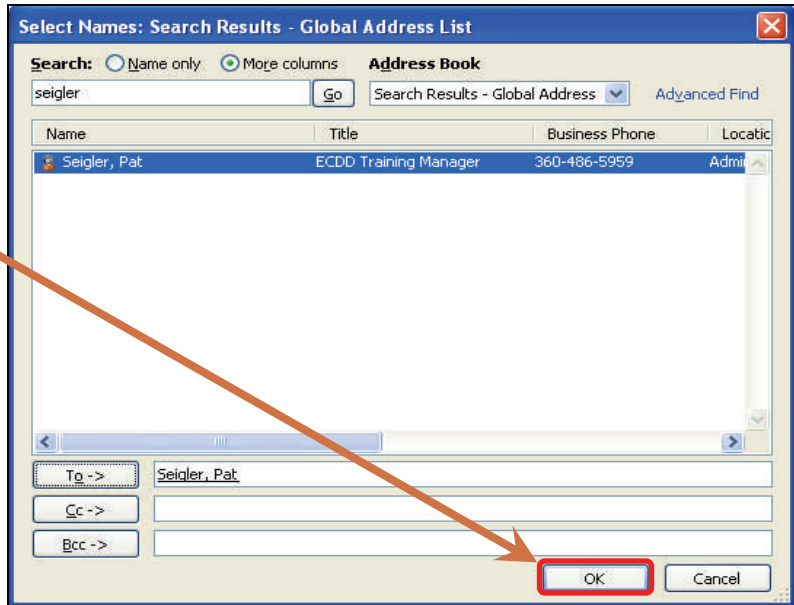 Select Names: Search Results - Global Address List
Search: Name only More columns Address Book
seigler Go Search Results - Global Address Advanced Find
Name Title Business Phone Locatic
Seigler, Pat ECDD Training Manager 360-486-5959 Admi
To -> Seigler, Pat
Cc ->
Bcc ->
OK Cancel